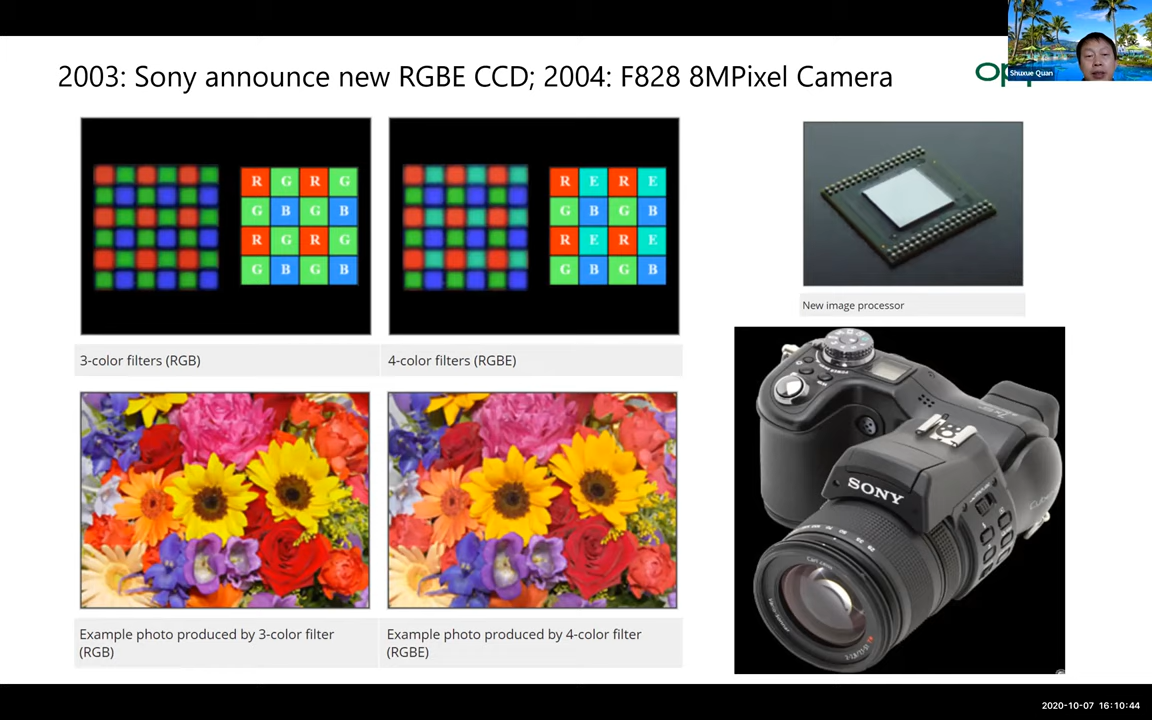 2003: Sony announce new RGBE CCD; 2004: F828 8MPixel Camera
Shuxue Quan
R G R G
G B G B
R G R G
G B G B
R E R E
G B G B
R E R E
G B G B
3-color filters (RGB)
4-color filters (RGBE)
New image processor
SONY
Example photo produced by 3-color filter
(RGB)
Example photo produced by 4-color filter
(RGBE)
2020-10-07 16:10:44